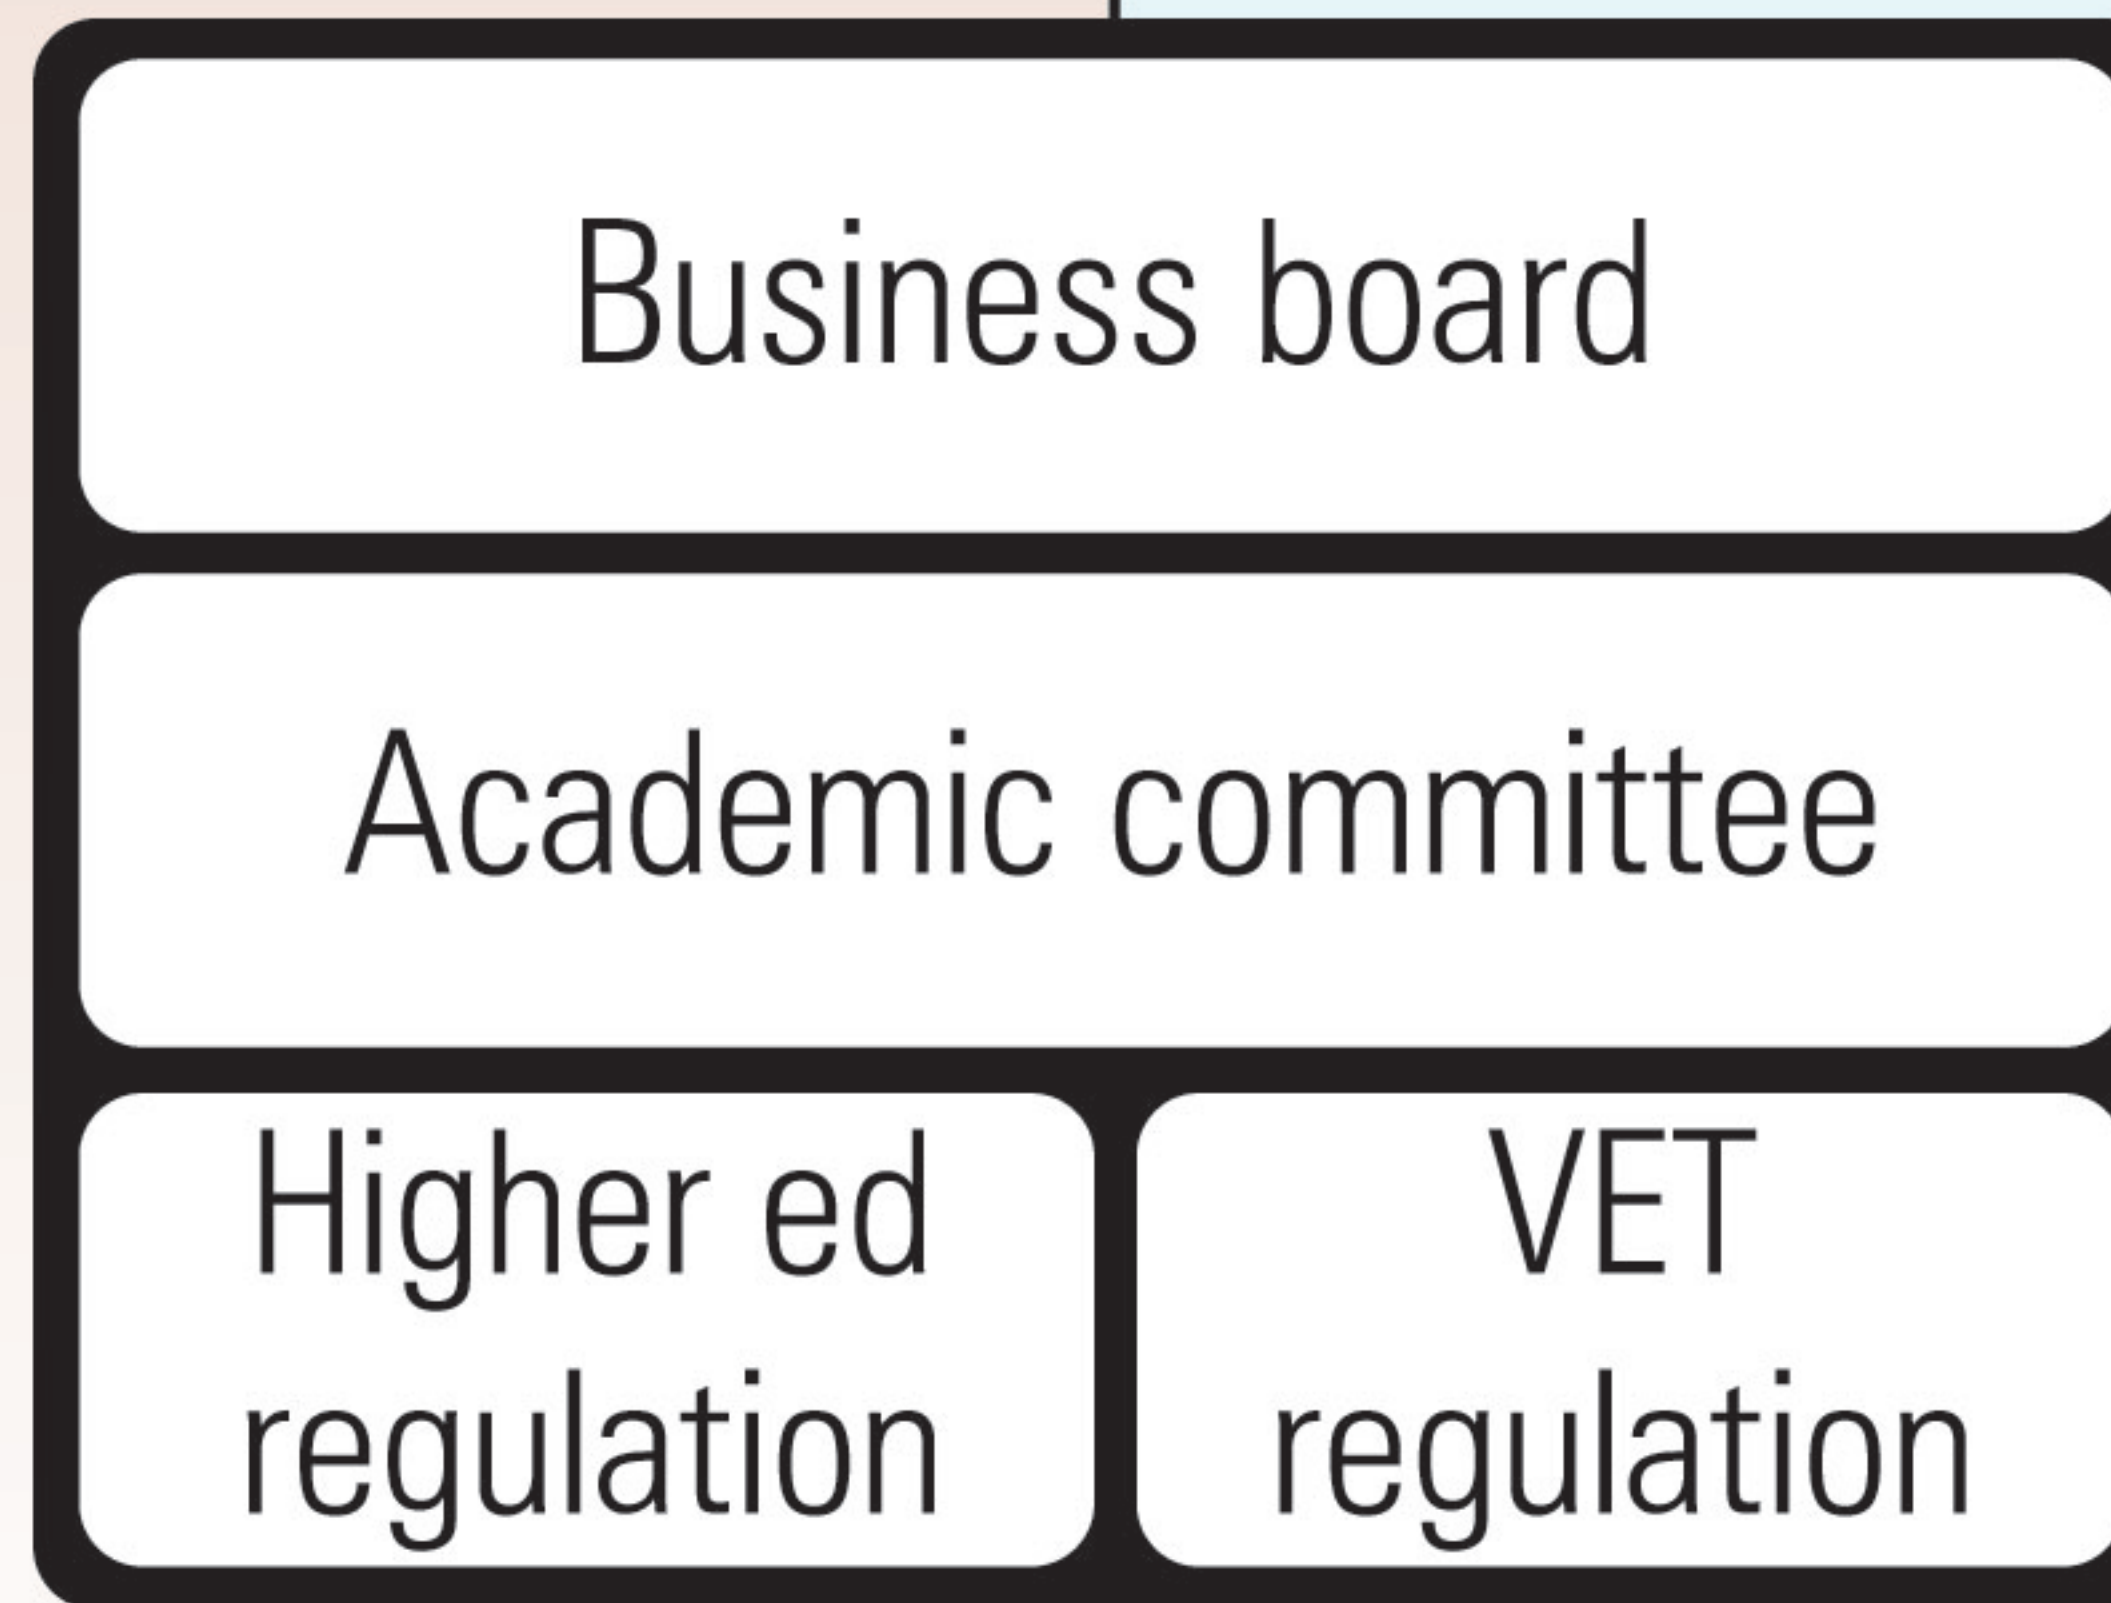 Business board
Academic committee
Higher ed
regulation
VET
regulation